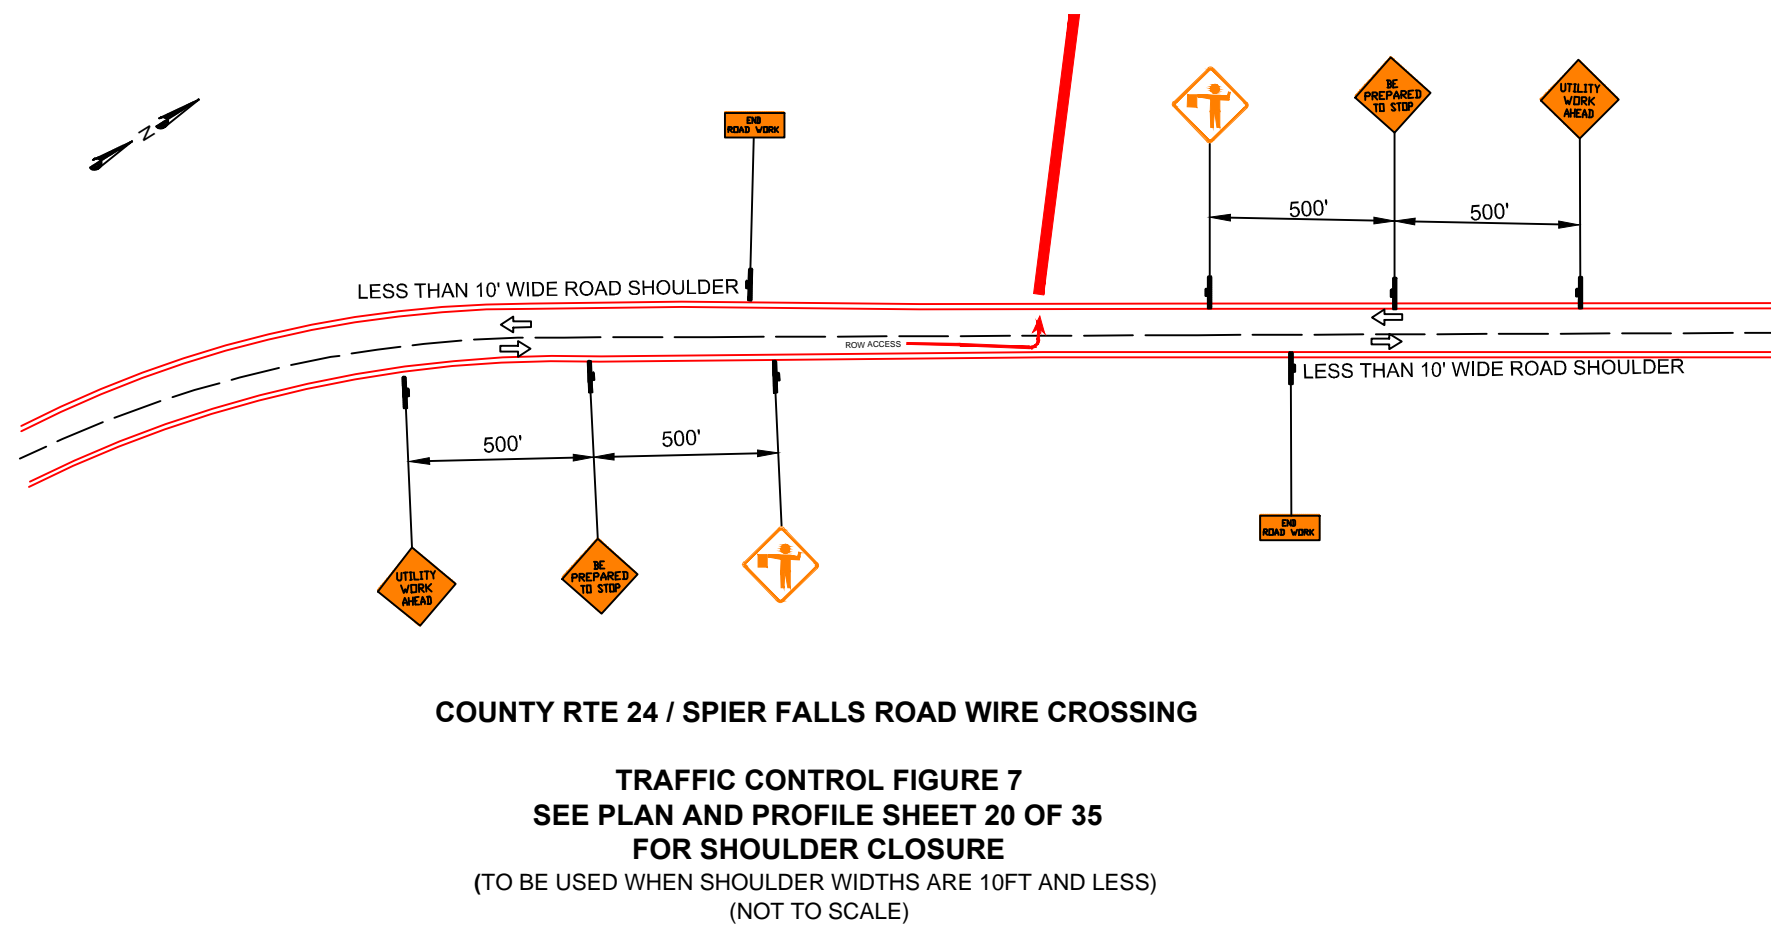 N
END
ROAD WORK
BE
PREPARED
TO STOP
UTILITY
WORK
AHEAD
500'
500'
LESS THAN 10' WIDE ROAD SHOULDER
ROW ACCESS
LESS THAN 10' WIDE ROAD SHOULDER
500'
500'
UTILITY
WORK
AHEAD
BE
PREPARED
TO STOP
END
ROAD WORK
COUNTY RTE 24 / SPIER FALLS ROAD WIRE CROSSING
TRAFFIC CONTROL FIGURE 7
SEE PLAN AND PROFILE SHEET 20 OF 35
FOR SHOULDER CLOSURE
(TO BE USED WHEN SHOULDER WIDTHS ARE 10FT AND LESS)
(NOT TO SCALE)